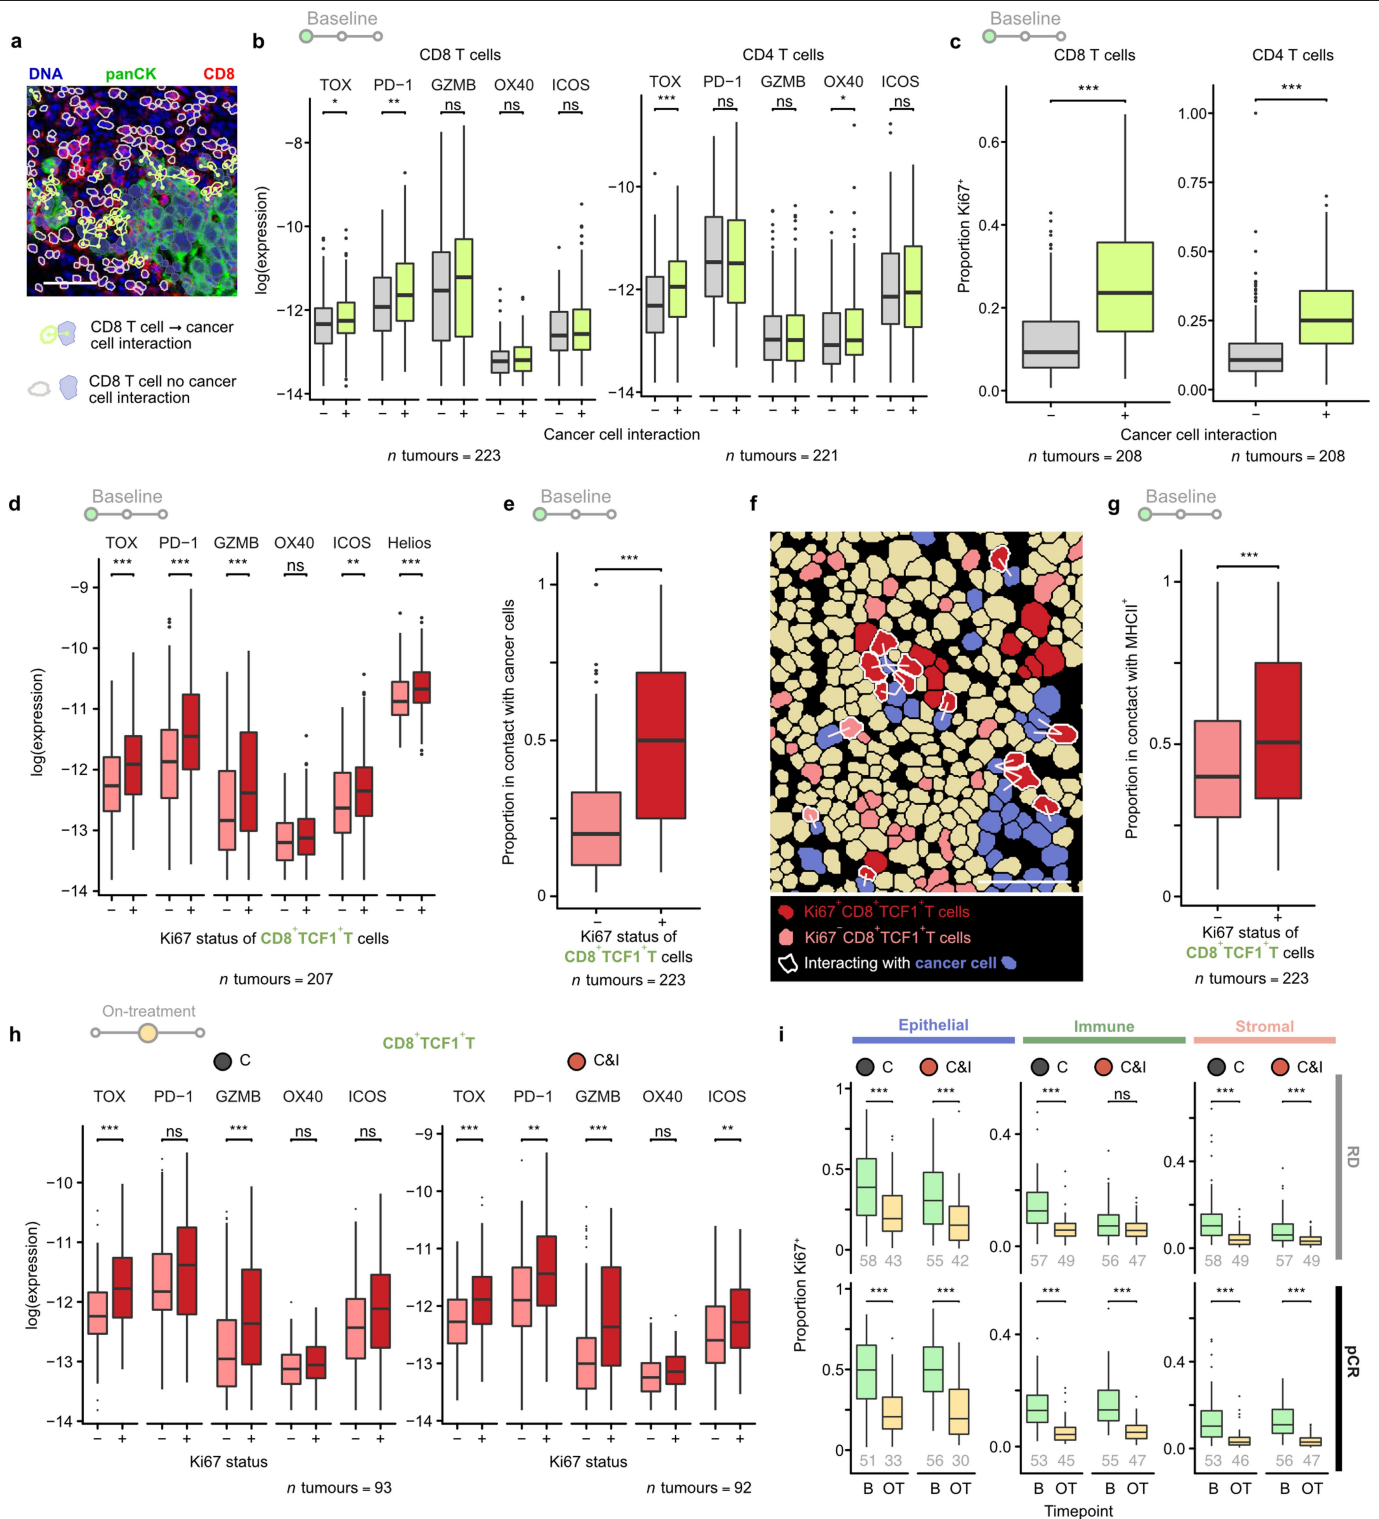 a
DNA panCK CD8
CD8 T cell → cancer
cell interaction
CD8 T cell no cancer
cell interaction
b
Baseline
CD8 T cells
TOX PD−1 GZMB OX40 ICOS
* ** ns ns ns
log(expression)
−8
−10
−12
−14
− + − + − + − + − +
CD4 T cells
TOX PD−1 GZMB OX40 ICOS
*** ns ns * ns
−10
−12
−14
− + − + − + − + − +
Cancer cell interaction
n tumours = 223
n tumours = 221
c
Baseline
CD8 T cells
***
Proportion Ki67+
0.6
0.4
0.2
0.0
− +
CD4 T cells
***
1.00
0.75
0.50
0.25
0.00
− +
Cancer cell interaction
n tumours = 208
n tumours = 208
d
Baseline
TOX PD−1 GZMB OX40 ICOS Helios
*** *** *** ns ** ***
log(expression)
−9
−10
−11
−12
−13
−14
− + − + − + − + − + − +
Ki67 status of CD8+TCF1+T cells
n tumours = 207
e
Baseline
***
Proportion in contact with cancer cells
1
0.5
0
− +
Ki67 status of
CD8+TCF1+T cells
n tumours = 223
f
Ki67+CD8+TCF1+T cells
Ki67−CD8+TCF1+T cells
Interacting with cancer cell
g
Baseline
***
Proportion in conctact with MHCII+
1
0.5
0
− +
Ki67 status of
CD8+TCF1+T cells
n tumours = 223
h
On-treatment
CD8+TCF1+T
C
C&I
TOX PD−1 GZMB OX40 ICOS
*** ns *** ns ns
log(expression)
−10
−11
−12
−13
−14
− + − + − + − + − +
Ki67 status
n tumours = 93
TOX PD−1 GZMB OX40 ICOS
*** ** *** ns **
−9
−10
−11
−12
−13
−14
− + − + − + − + − +
Ki67 status
n tumours = 92
i
Epithelial Immune Stromal
C C&I C C&I C C&I
Proportion Ki67+
*** *** *** ns *** ***
1
0.5
0
0.4
0.0
0.4
0.0
58 43 55 42 57 49 56 47 58 49 57 49
RD
*** *** *** *** *** ***
1
0.5
0
0.4
0.0
0.4
0.0
51 33 56 30 53 45 55 47 53 46 56 47
pCR
B OT B OT B OT B OT B OT B OT
Timepoint